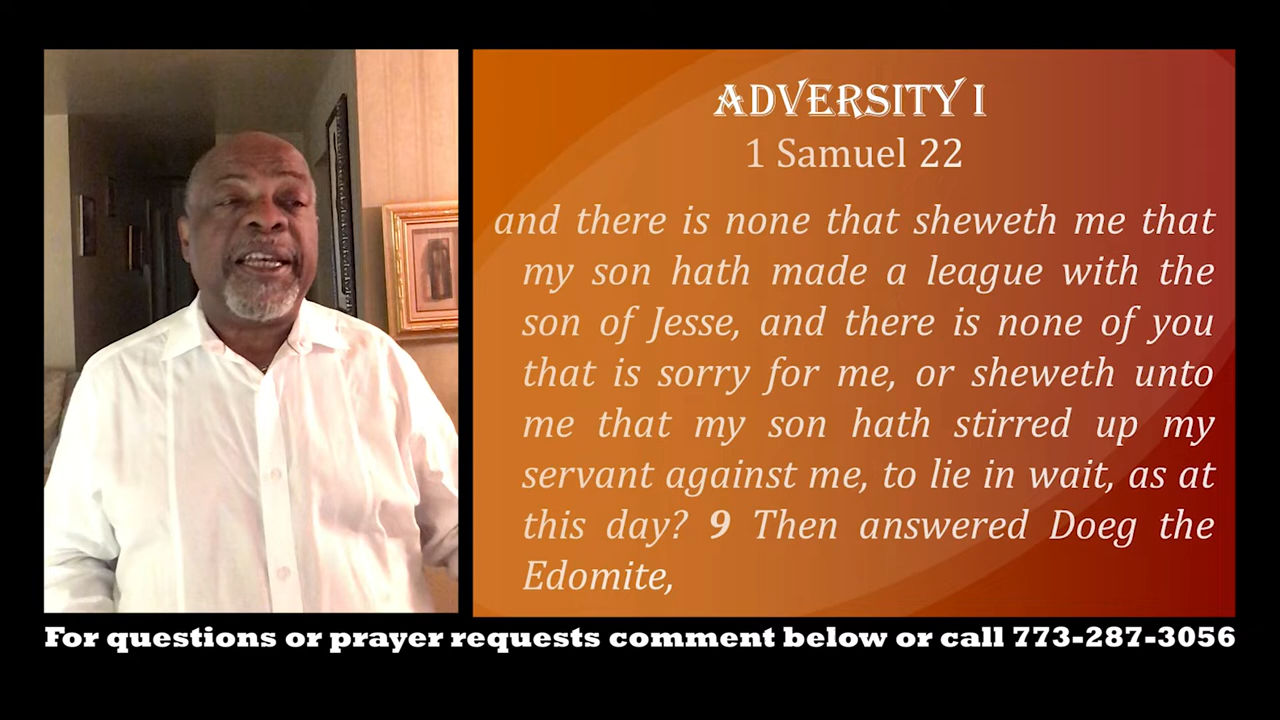 ADVERSITY I
1 Samuel 22
and there is none that sheweth me that
my son hath made a league with the
son of Jesse, and there is none of you
that is sorry for me, or sheweth unto
me that my son hath stirred up my
servant against me, to lie in wait, as at
this day? 9 Then answered Doeg the
Edomite,
For questions or prayer requests comment below or call 773-287-3056